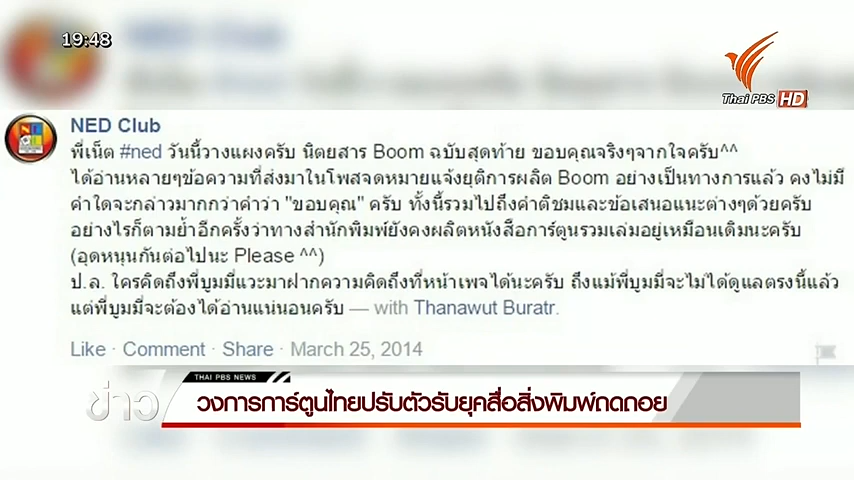 19:48
Thai PBS HD
NED Club
พี่เน็ต #ned วันนี้วางแผงครับ นิตยสาร Boom ฉบับสุดท้าย ขอบคุณจริงๆจากใจครับ^^
ได้อ่านหลายๆข้อความที่ส่งมาในโพสจดหมายแจ้งยุติการผลิต Boom อย่างเป็นทางการแล้ว คงไม่มี
คำใดจะกล่าวมากกว่าคำว่า "ขอบคุณ" ครับ ทั้งนี้รวมไปถึงคำติชมและข้อเสนอแนะต่างๆด้วยครับ
อย่างไรก็ตามย้ำอีกครั้งว่าทางสำนักพิมพ์ยังคงผลิตหนังสือการ์ตูนรวมเล่มอยู่เหมือนเดิมนะครับ
(อุดหนุนกันต่อไปนะ Please ^^)
ป.ล. ใครคิดถึงพี่บูมมี่แวะมาฝากความคิดถึงที่หน้าเพจได้นะครับ ถึงแม้พี่บูมมี่จะไม่ได้ดูแลตรงนี้แล้ว
แต่พี่บูมมี่จะต้องได้อ่านแน่นอนครับ — with Thanawut Buratr.
Like · Comment · Share · March 25, 2014
THAI PBS NEWS
ข่าว
วงการการ์ตูนไทยปรับตัวรับยุคสื่อสิ่งพิมพ์ถดถอย